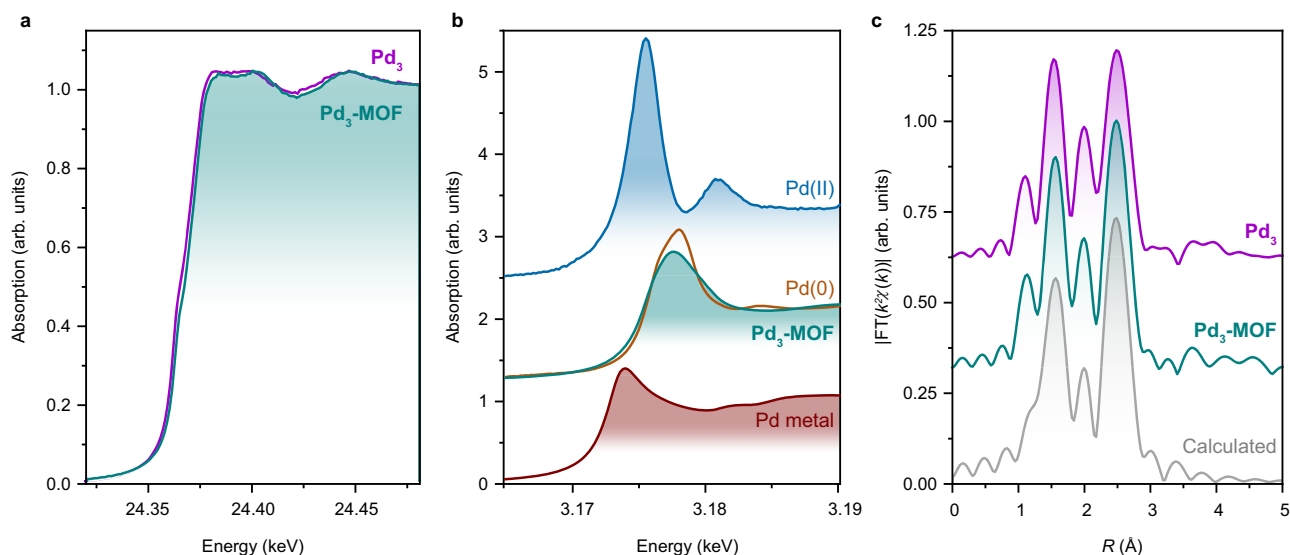 a
Absorption (arb. units)
1.0
0.8
0.6
0.4
0.2
0.0
Pd₃
Pd₃-MOF
24.35
24.40
24.45
Energy (keV)
b
Absorption (arb. units)
5
4
3
2
1
0
Pd(II)
Pd(0)
Pd₃-MOF
Pd metal
3.17
3.18
3.19
Energy (keV)
c
|FT(k²χ(k)| (arb. units)
1.25
1.00
0.75
0.50
0.25
0.00
Pd₃
Pd₃-MOF
Calculated
0
1
2
3
4
5
R (Å)